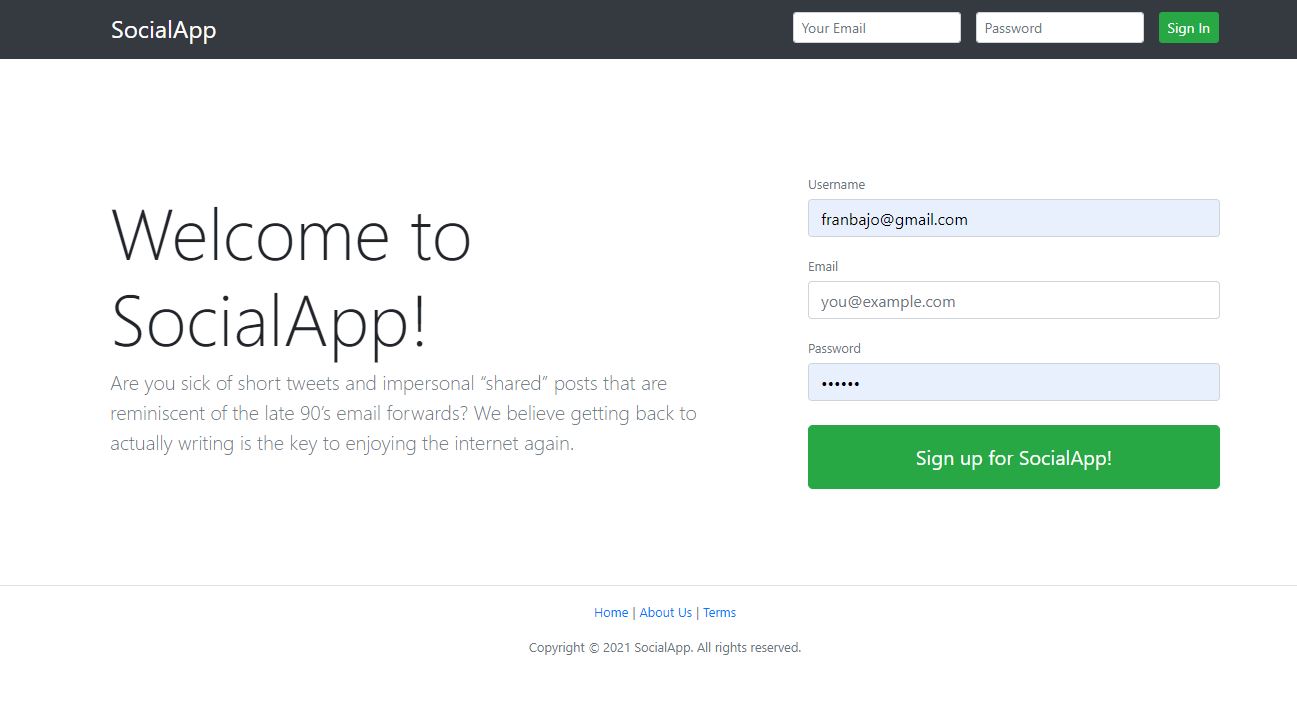 SocialApp
Your Email
Password
Sign In
Welcome to
SocialApp!
Are you sick of short tweets and impersonal “shared” posts that are
reminiscent of the late 90’s email forwards? We believe getting back to
actually writing is the key to enjoying the internet again.
Username
franbajo@gmail.com
Email
you@example.com
Password
••••••
Sign up for SocialApp!
Home | About Us | Terms
Copyright © 2021 SocialApp. All rights reserved.